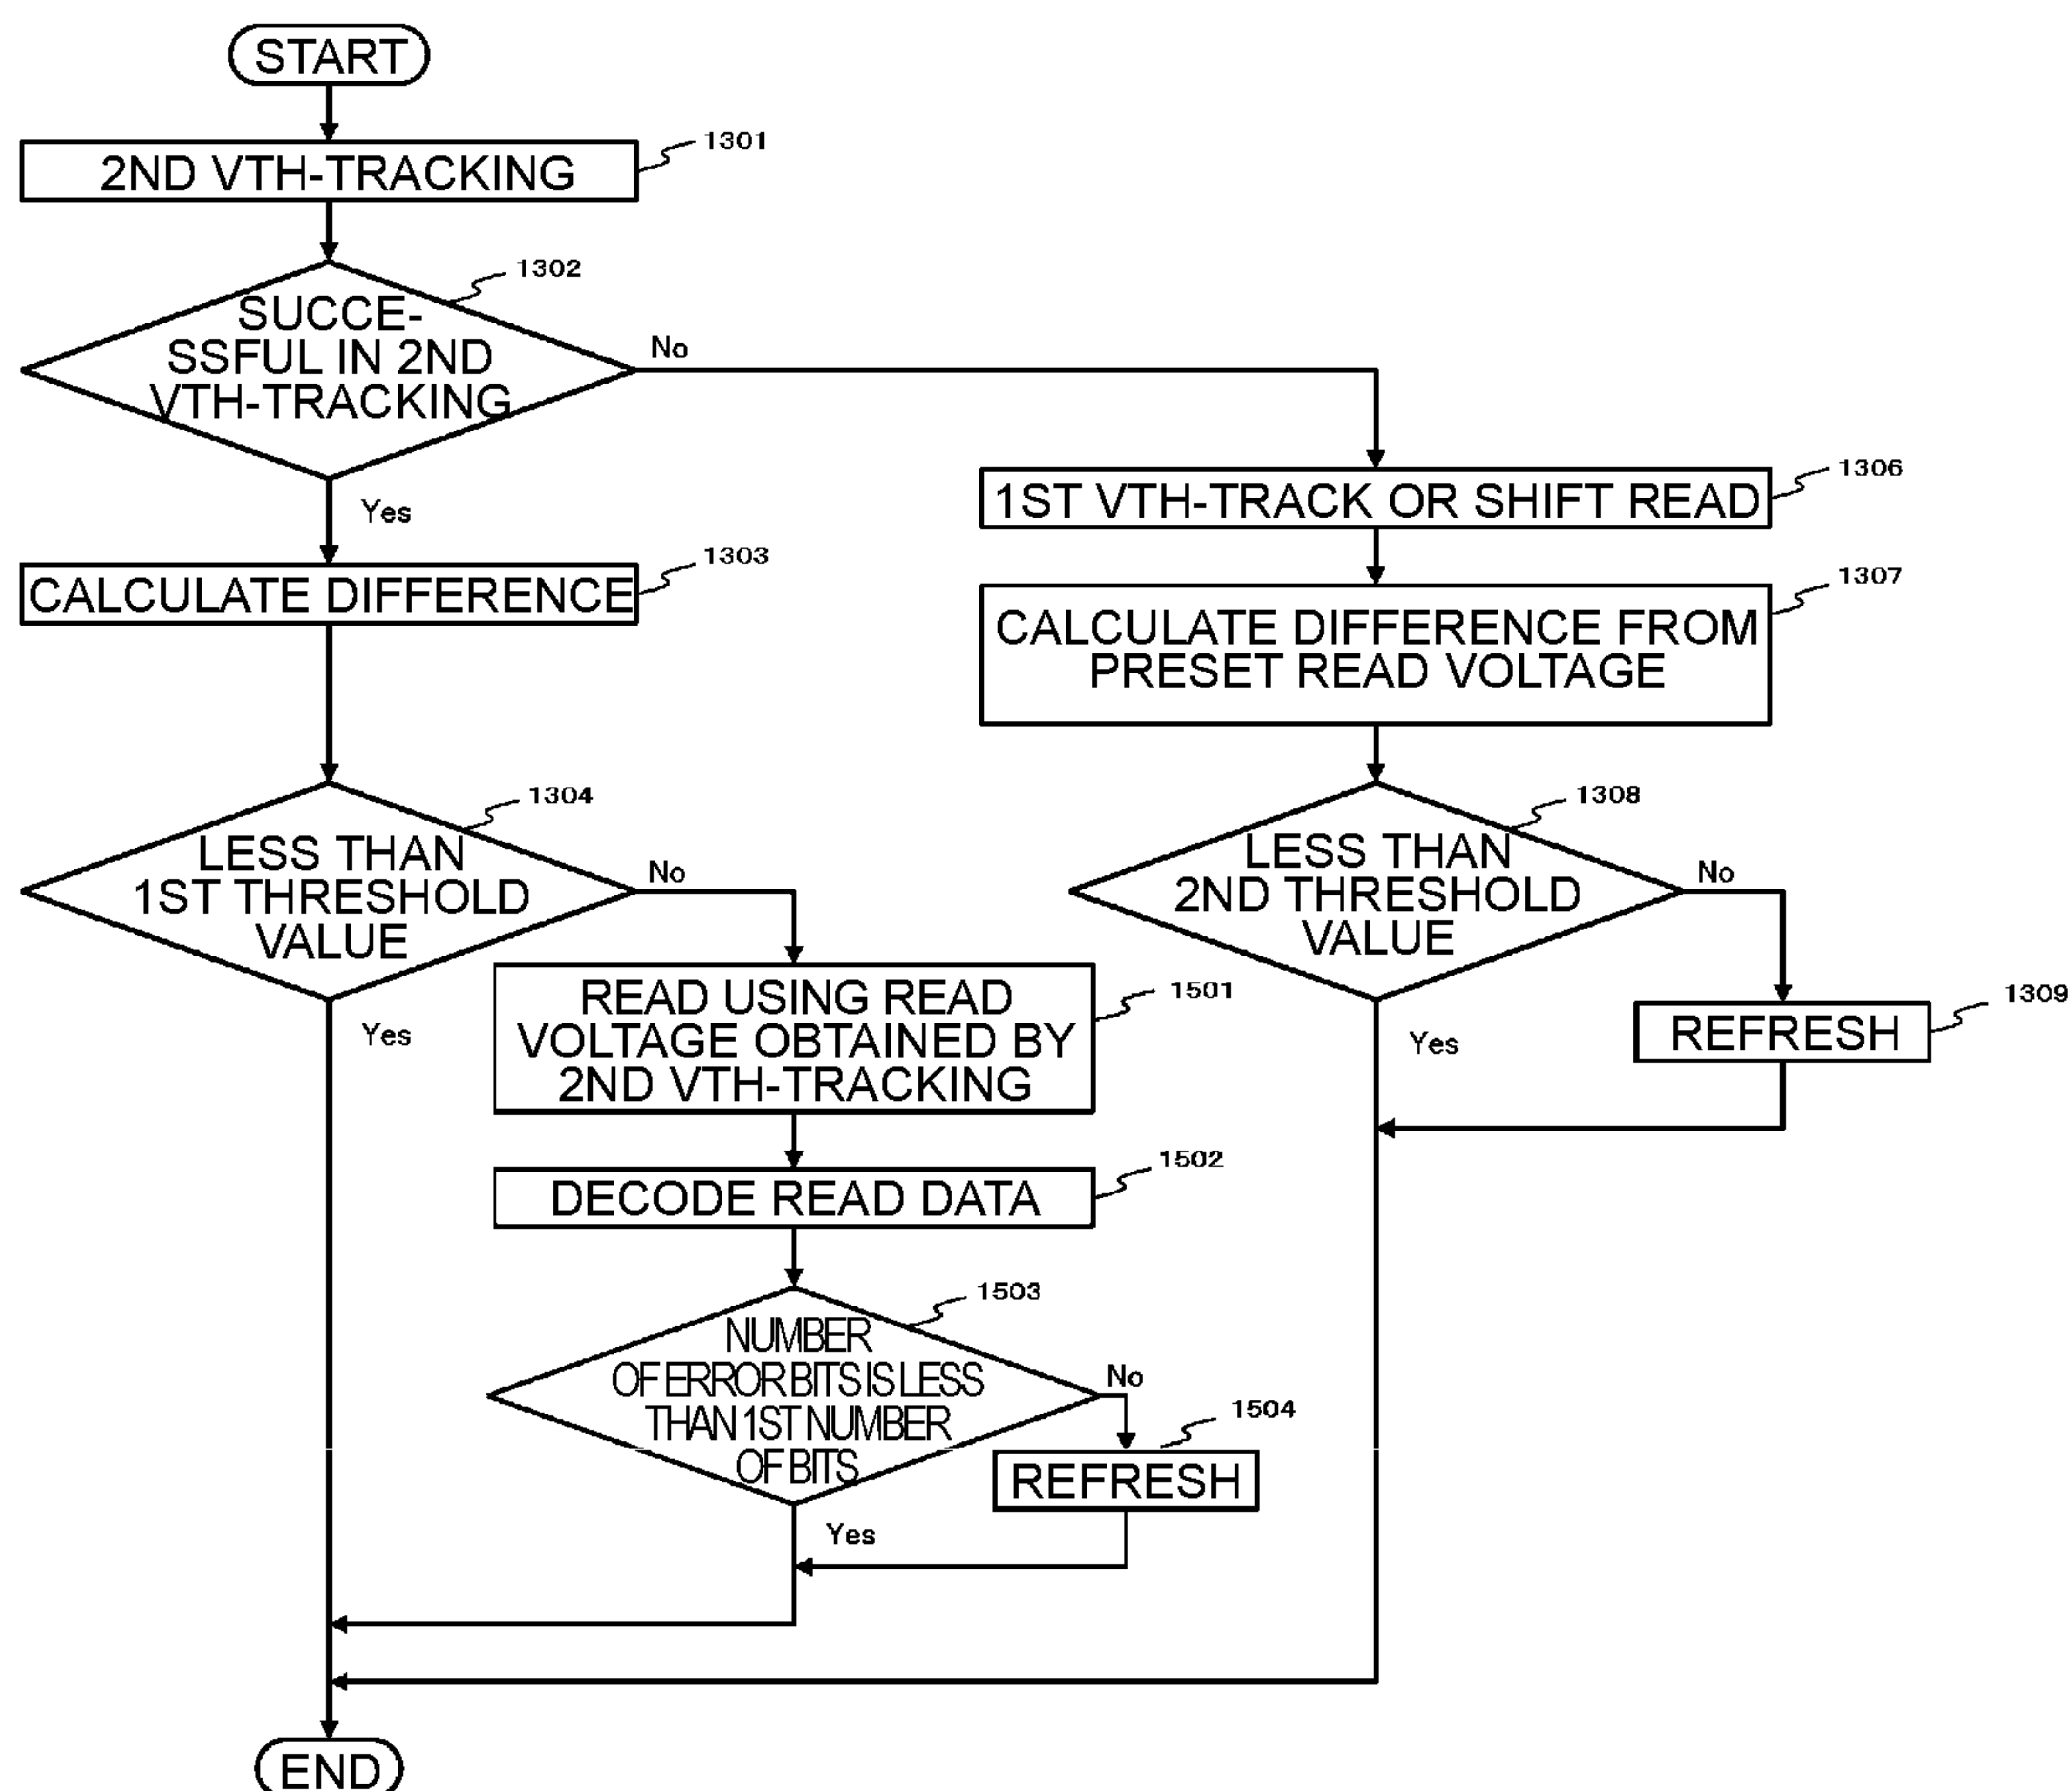 START
2ND VTH-TRACKING
1301
1302
SUCCE-
SSFUL IN 2ND
VTH-TRACKING
No
Yes
1ST VTH-TRACK OR SHIFT READ
1306
CALCULATE DIFFERENCE
1303
CALCULATE DIFFERENCE FROM
PRESET READ VOLTAGE
1307
1304
LESS THAN
1ST THRESHOLD
VALUE
No
Yes
1308
LESS THAN
2ND THRESHOLD
VALUE
No
Yes
READ USING READ
VOLTAGE OBTAINED BY
2ND VTH-TRACKING
1501
REFRESH
1309
DECODE READ DATA
1502
1503
NUMBER
OF ERROR BITS IS LESS
THAN 1ST NUMBER
OF BITS
No
Yes
1504
REFRESH
END